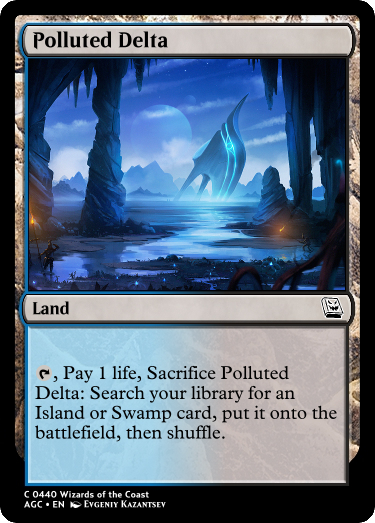 Polluted Delta
Land
, Pay 1 life, Sacrifice Polluted
Delta: Search your library for an
Island or Swamp card, put it onto the
battlefield, then shuffle.
C 0440 Wizards of the Coast
AGC • EN Evgeniy Kazantsev